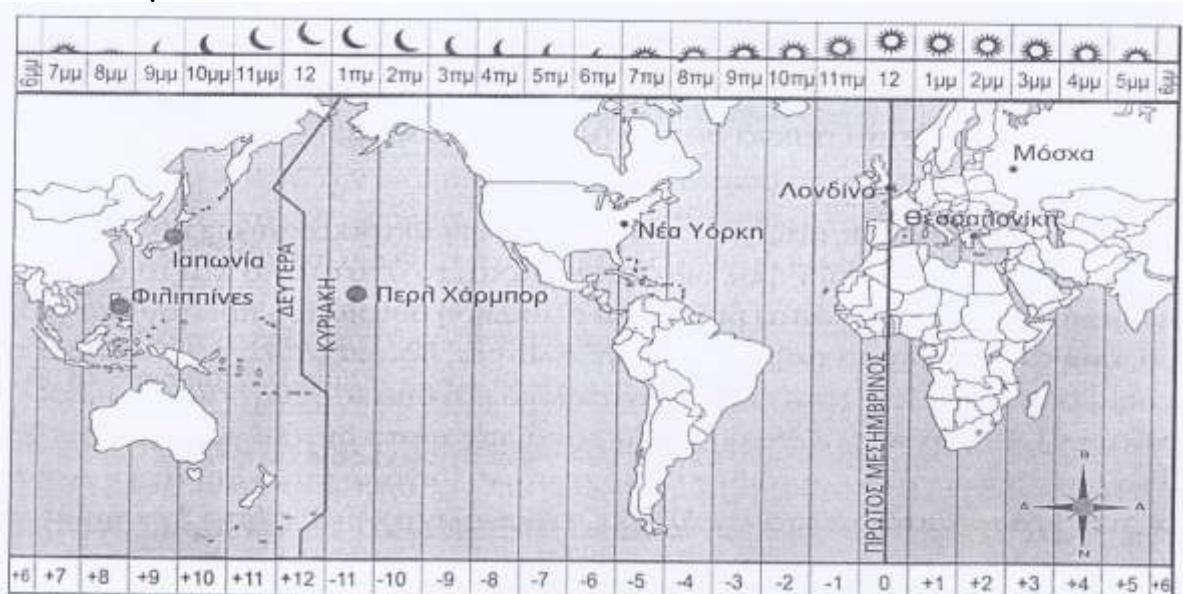 6μμ 7μμ 8μμ 9μμ 10μμ 11μμ 12 1πμ 2πμ 3πμ 4πμ 5πμ 6πμ 7πμ 8πμ 9πμ 10πμ 11πμ 12 1μμ 2μμ 3μμ 4μμ 5μμ 6μμ
Μόσχα
Λονδίνο
Θεσσαλονίκη
Νέα Υόρκη
Ιαπωνία
Φιλιππίνες
ΔΕΥΤΕΡΑ
ΚΥΡΙΑΚΗ
Περλ Χάρμπορ
ΠΡΩΤΟΣ ΜΕΣΗΜΒΡΙΝΟΣ
Β
Δ Α
Ν
+6 +7 +8 +9 +10 +11 +12 -11 -10 -9 -8 -7 -6 -5 -4 -3 -2 -1 0 +1 +2 +3 +4 +5 +6